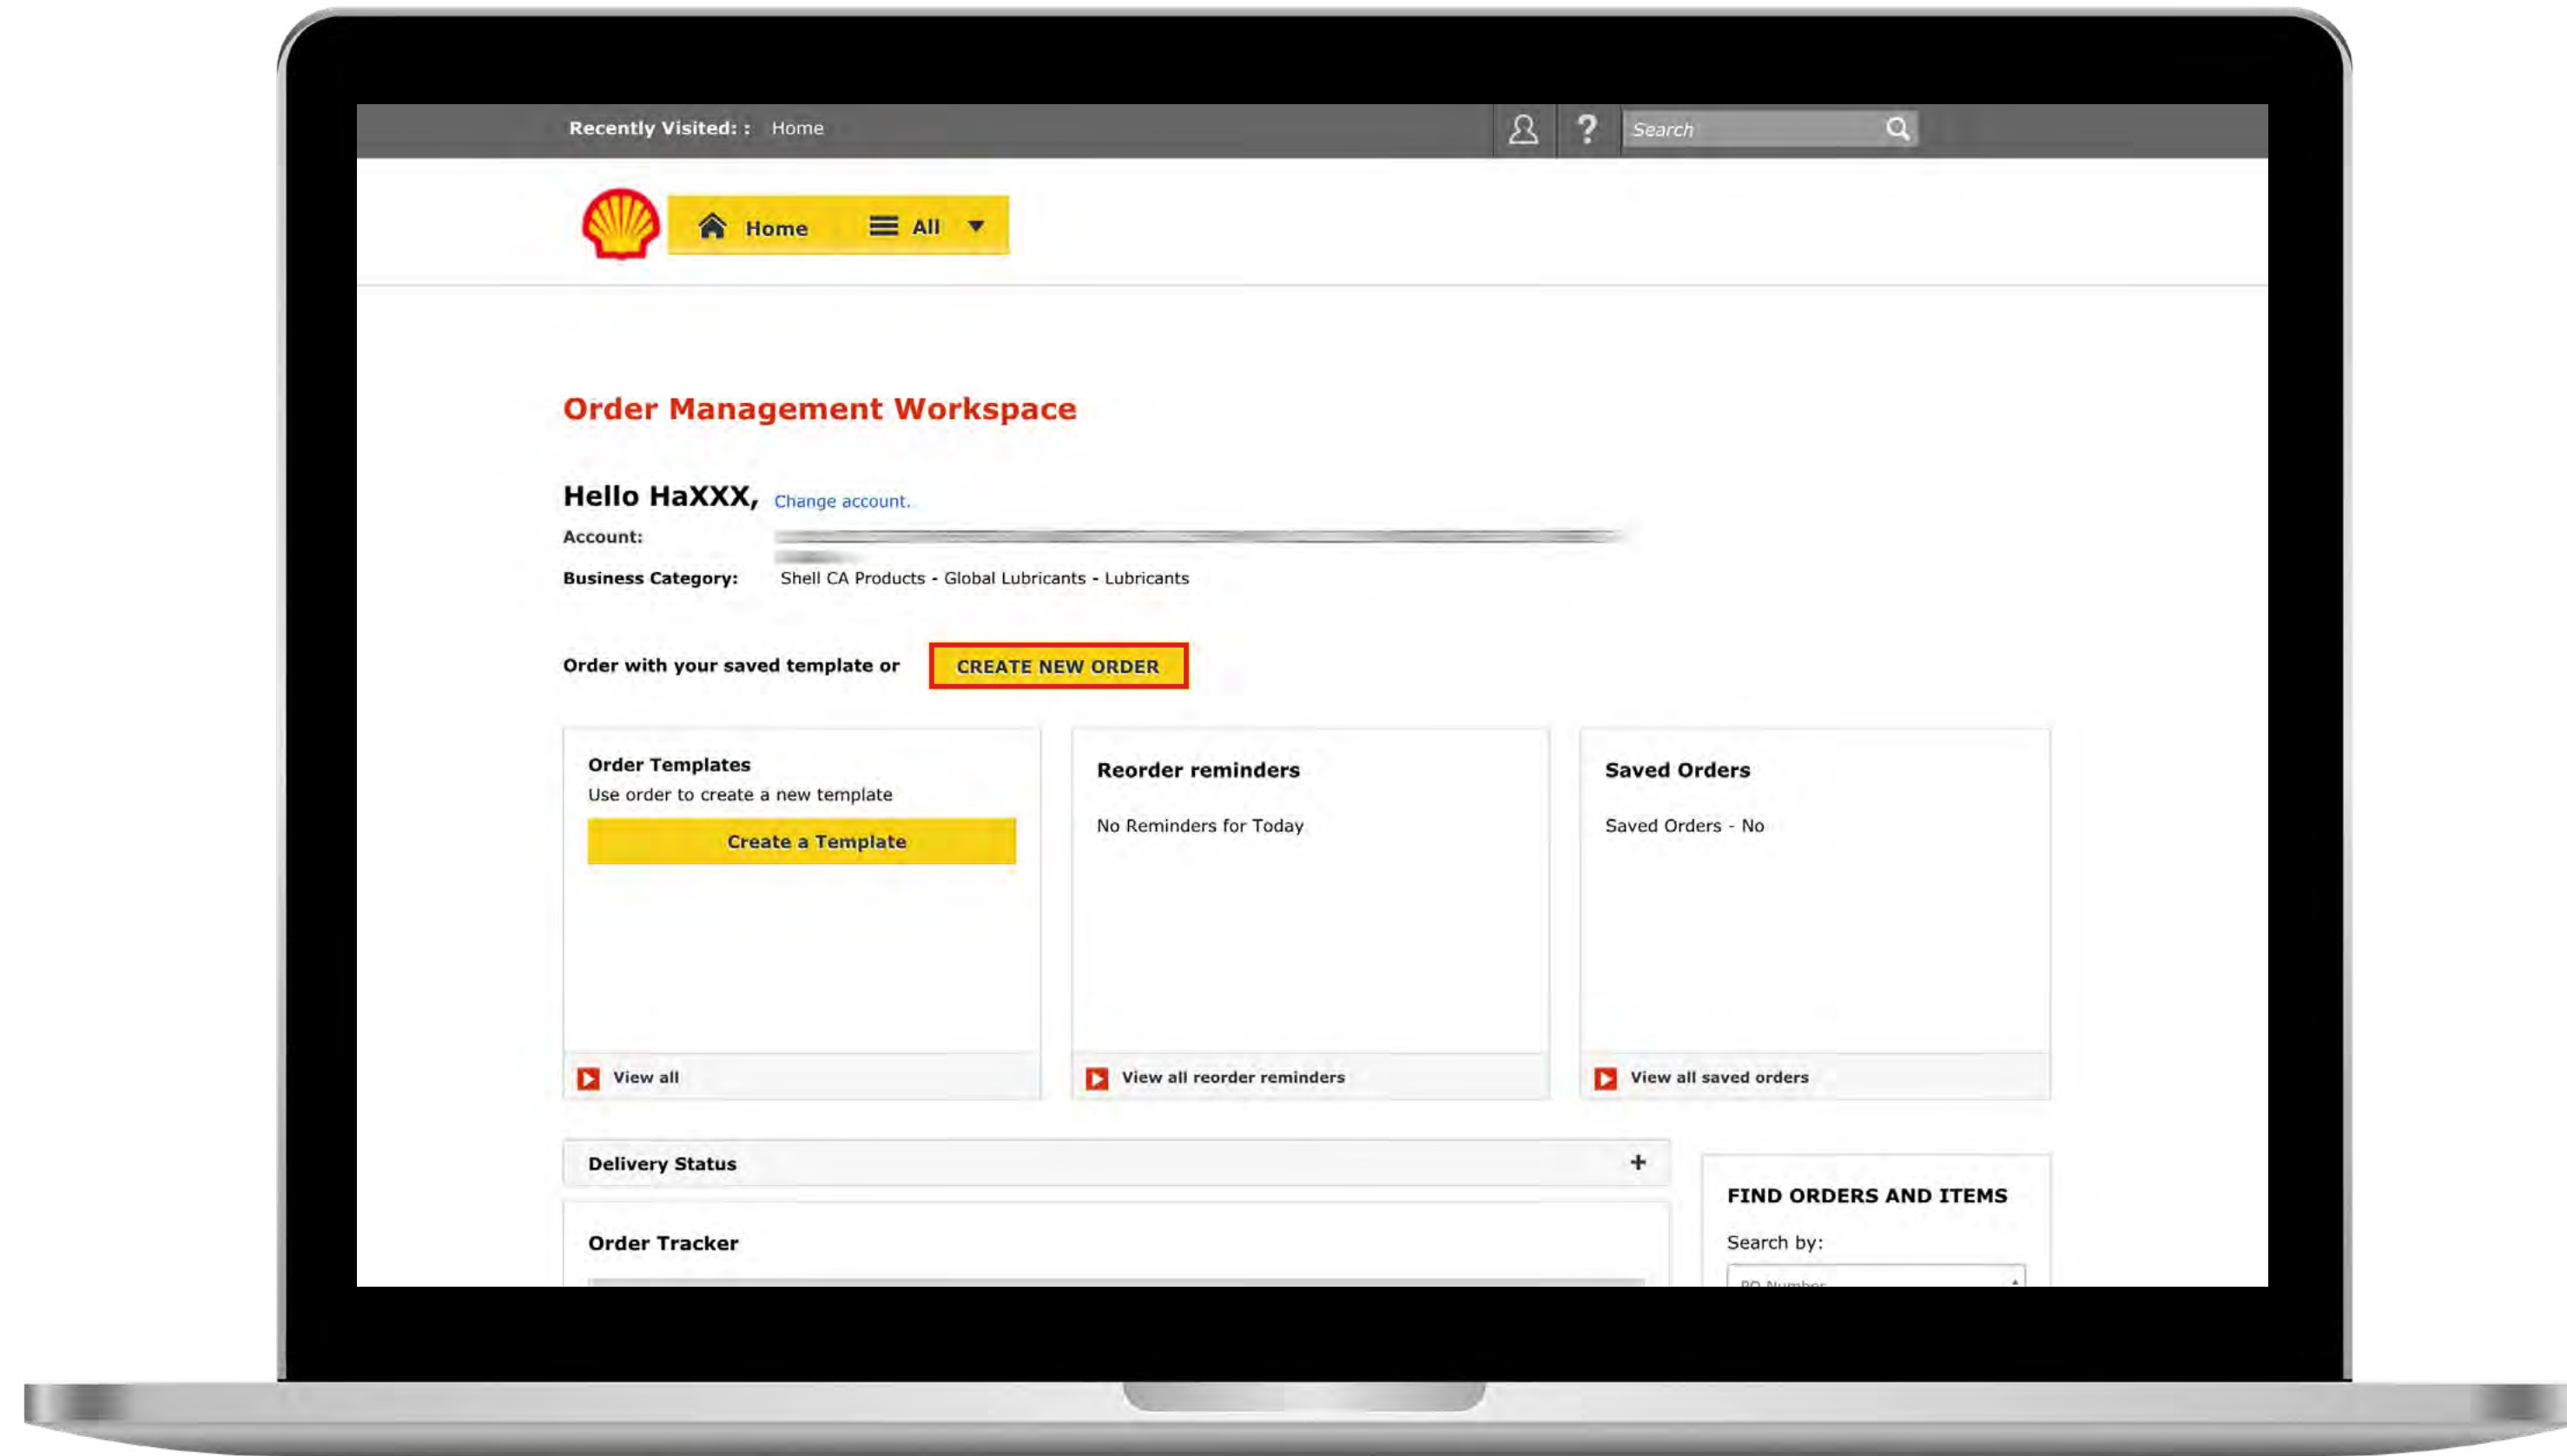 Recently Visited: : Home
? Search
Home All
Order Management Workspace
Hello HaXXX, Change account.
Account:
Business Category: Shell CA Products - Global Lubricants - Lubricants
Order with your saved template or CREATE NEW ORDER
Order Templates
Use order to create a new template
Create a Template
View all
Reorder reminders
No Reminders for Today
View all reorder reminders
Saved Orders
Saved Orders - No
View all saved orders
Delivery Status +
Order Tracker
FIND ORDERS AND ITEMS
Search by:
PO Number